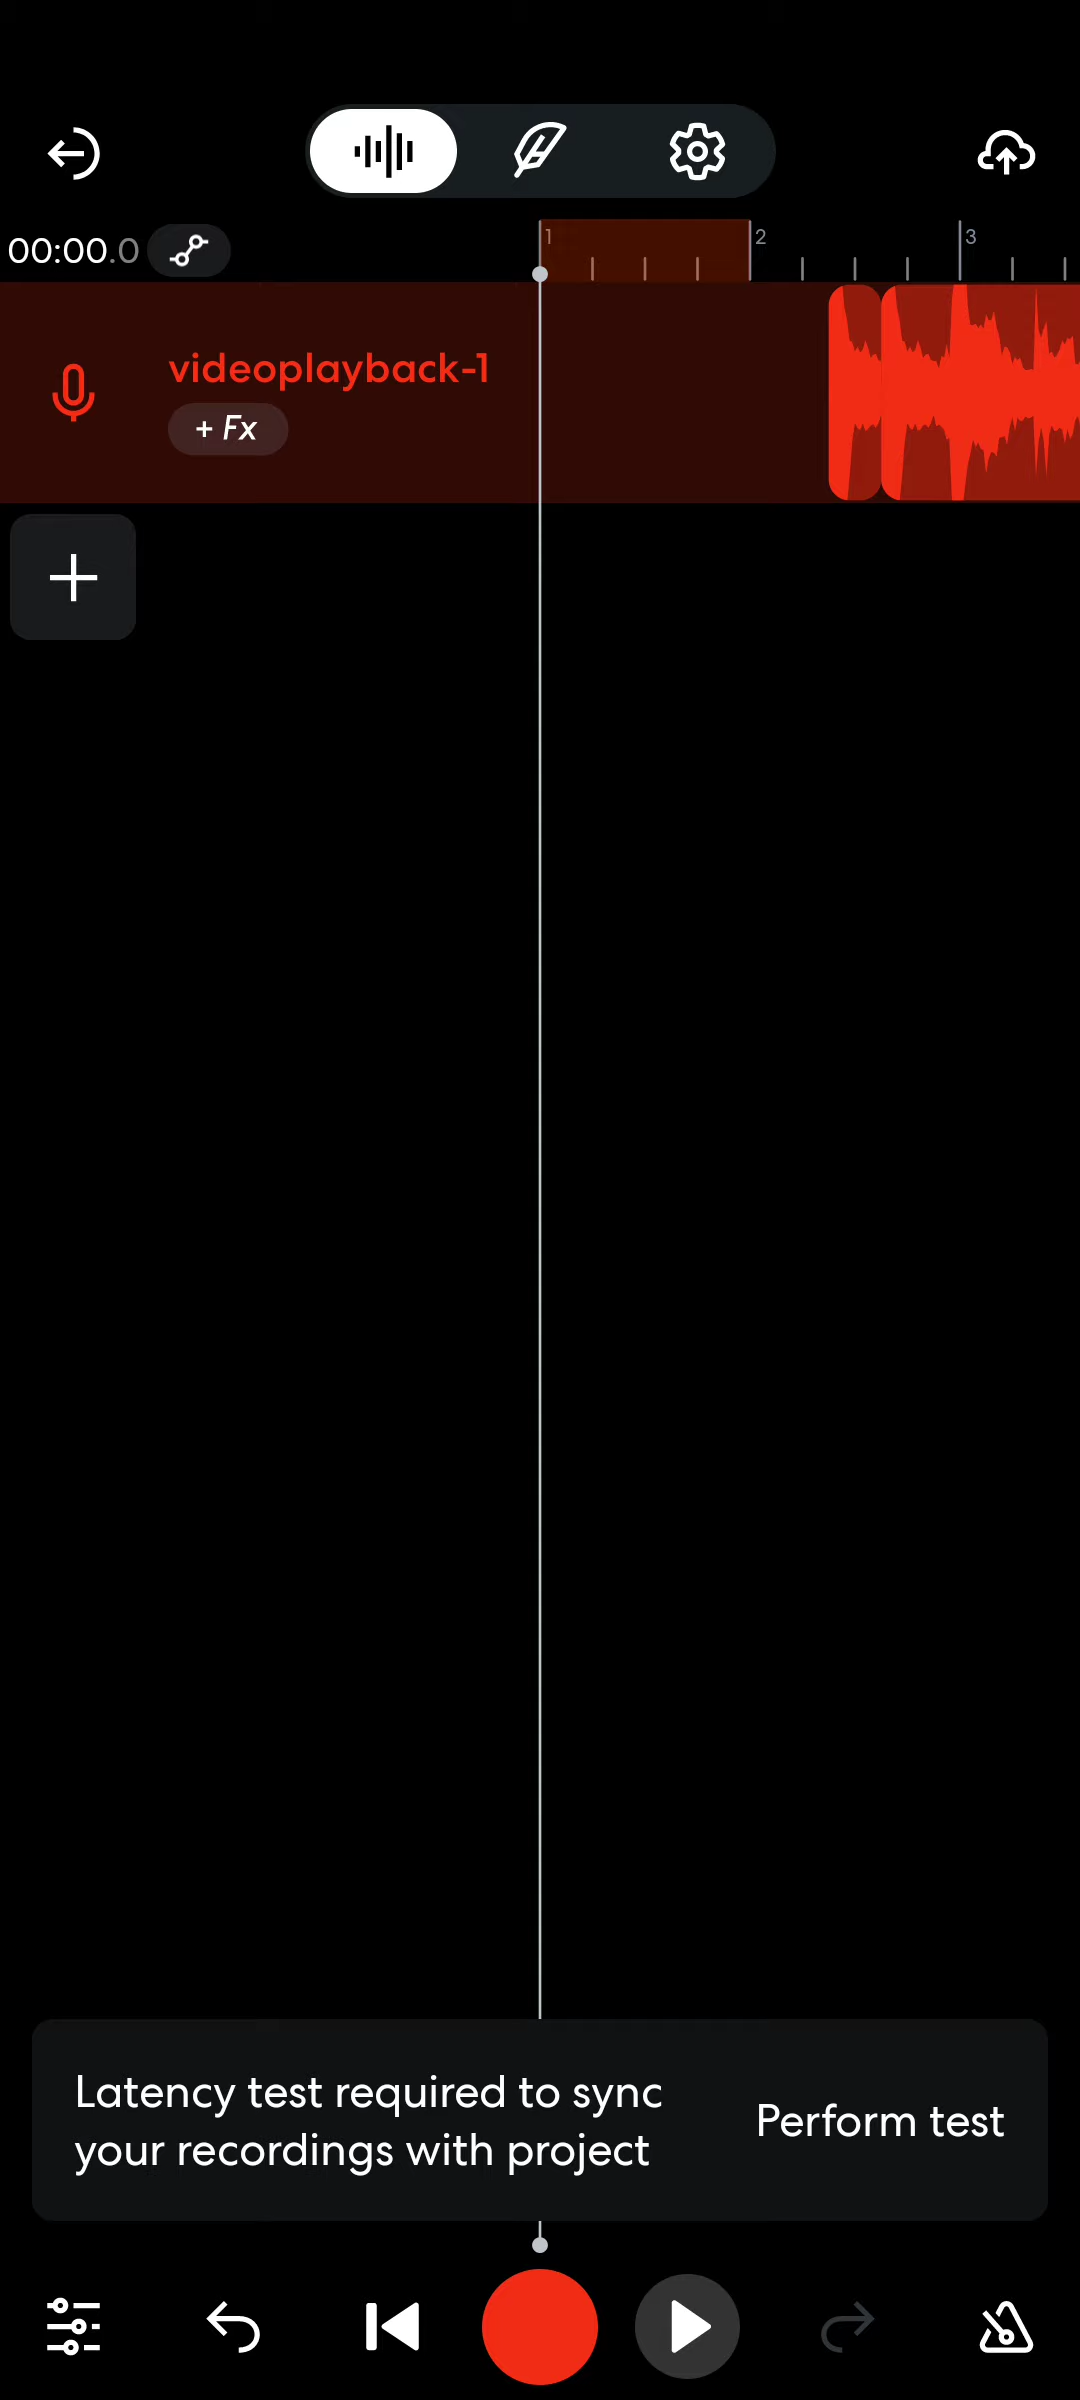 00:00.0
1 2 3
videoplayback-1
+ Fx
Latency test required to sync
your recordings with project
Perform test